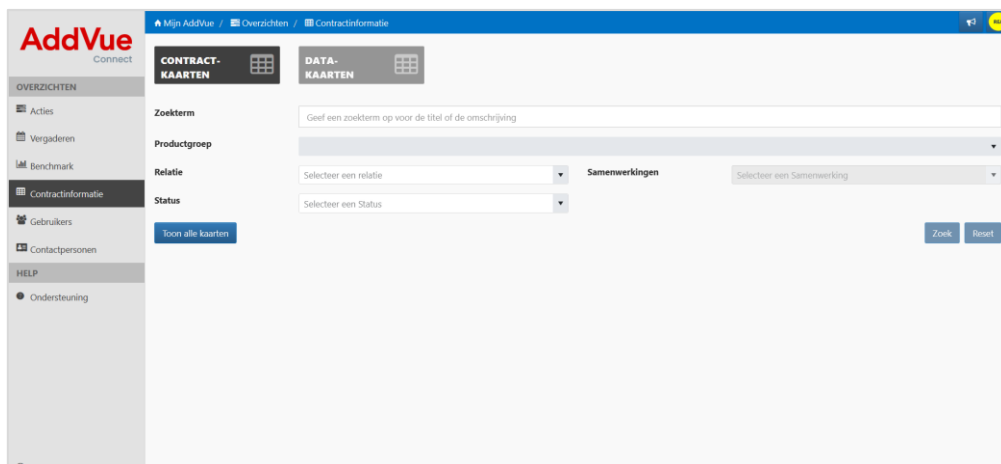 AddVue
Connect
OVERZICHTEN
Acties
Vergaderen
Benchmark
Contractinformatie
Gebruikers
Contactpersonen
HELP
Ondersteuning
Mijn AddVue / Overzichten / Contractinformatie
CONTRACT-
KAARTEN
DATA-
KAARTEN
Zoekterm
Geef een zoekterm op voor de titel of de omschrijving
Productgroep
Relatie
Selecteer een relatie
Samenwerkingen
Selecteer een Samenwerking
Status
Selecteer een Status
Toon alle kaarten
Zoek
Reset